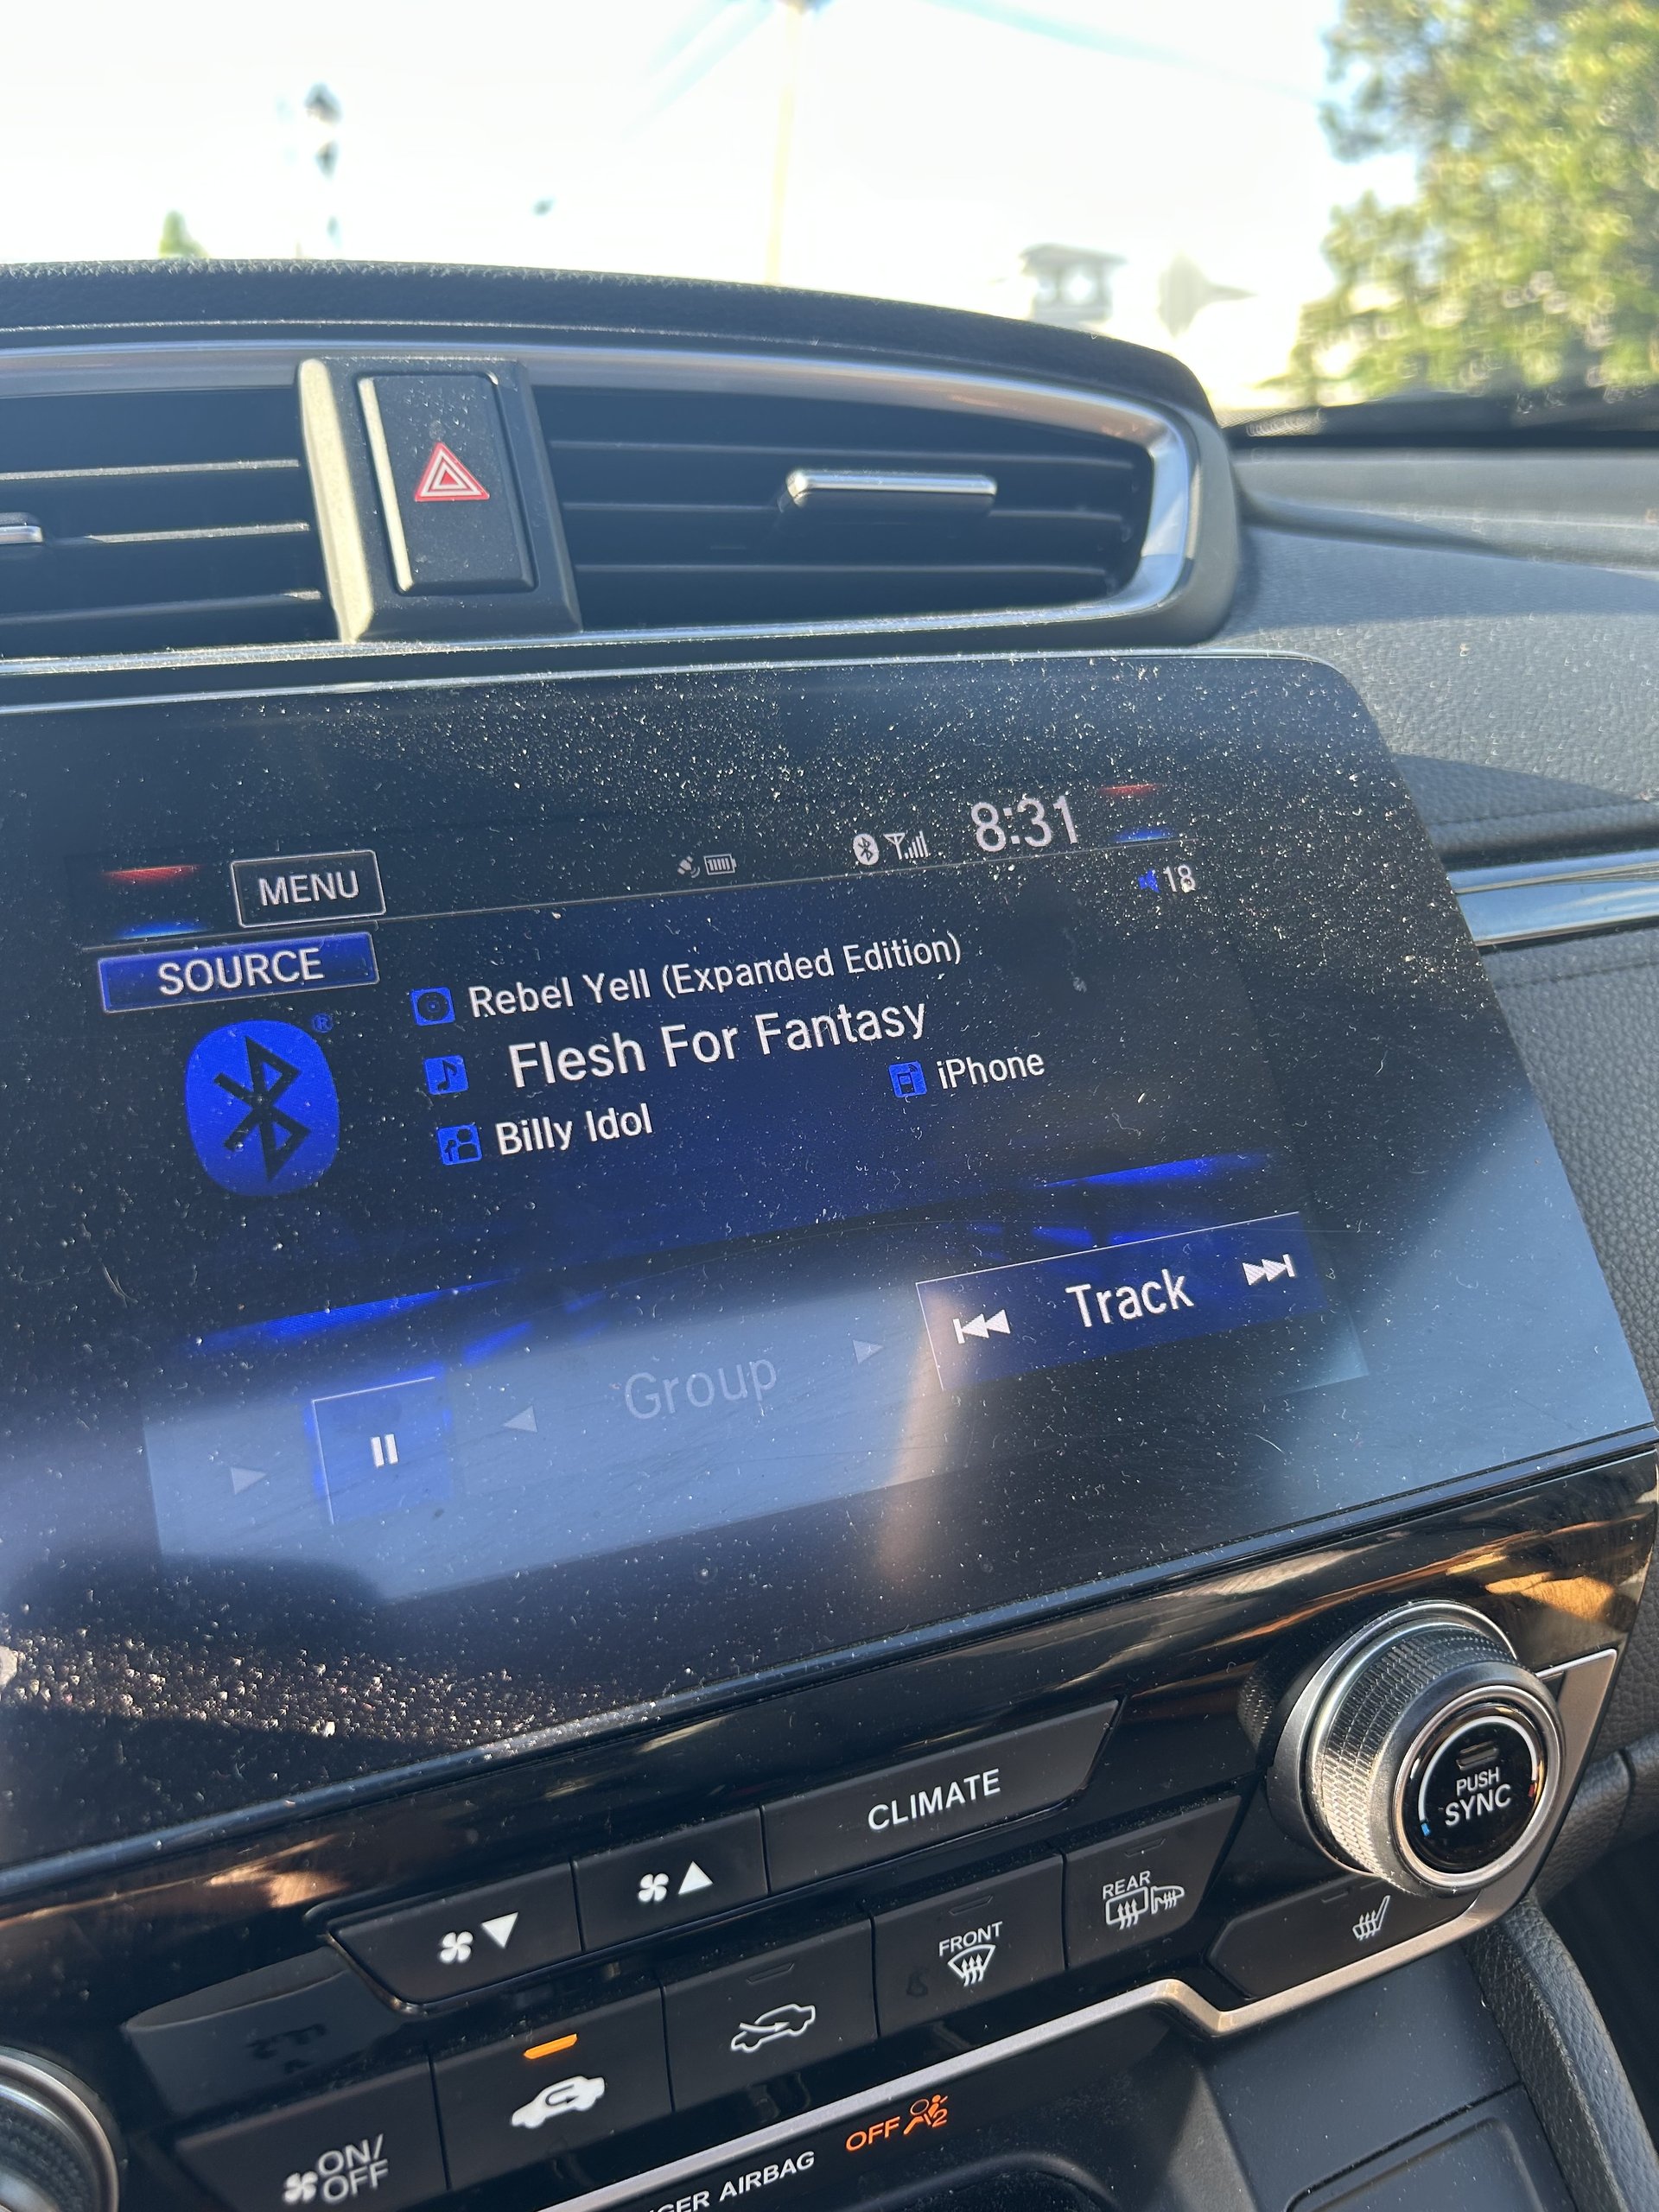 8:31
MENU
18
SOURCE
Rebel Yell (Expanded Edition)
®
Flesh For Fantasy
iPhone
Billy Idol
Track
Group
CLIMATE
PUSH
SYNC
REAR
FRONT
ON/
OFF
OFF 2
AIRBAG